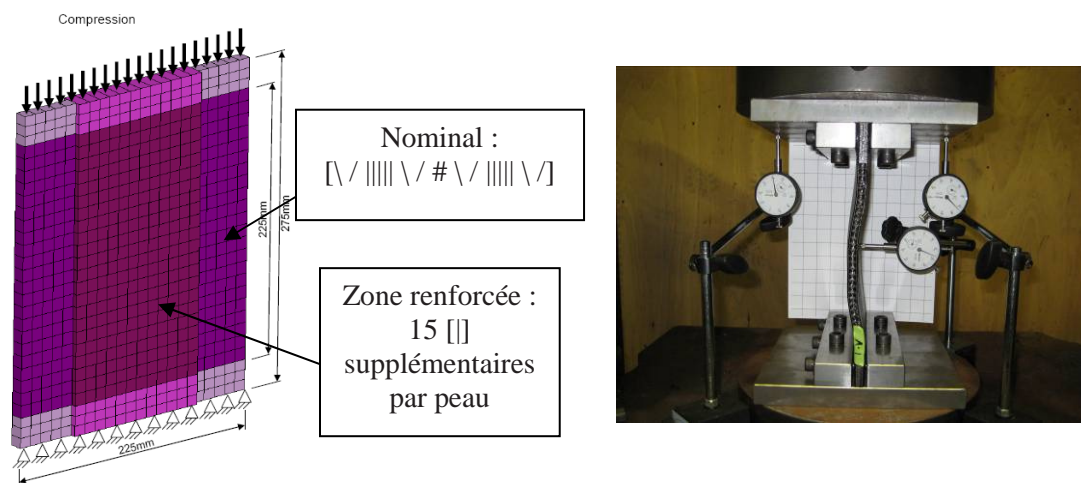 Compression
Nominal :
[\ / ||||| \ / # \ / ||||| \ /]
225mm
275mm
Zone renforcée :
15 [|]
supplémentaires
par peau
225mm